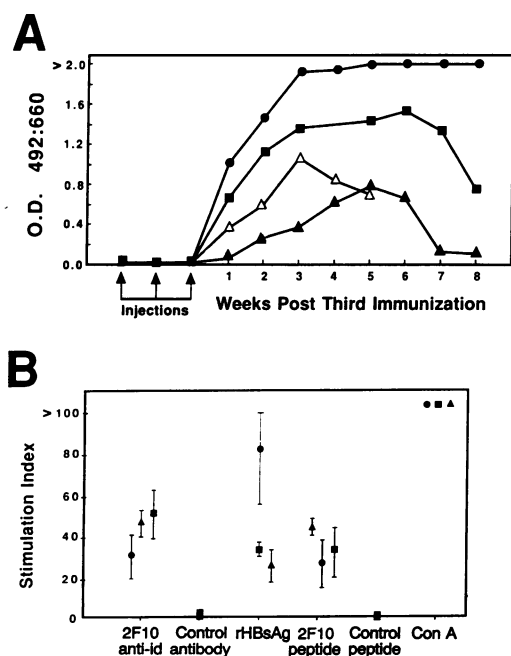 A
O.D. 492:660
> 2.0
1.6
1.2
0.8
0.4
0.0
1 2 3 4 5 6 7 8
Injections
Weeks Post Third Immunization
B
Stimulation Index
> 100
80
60
40
20
0
2F10 anti-id
Control antibody
rHBsAg
2F10 peptide
Control peptide
Con A